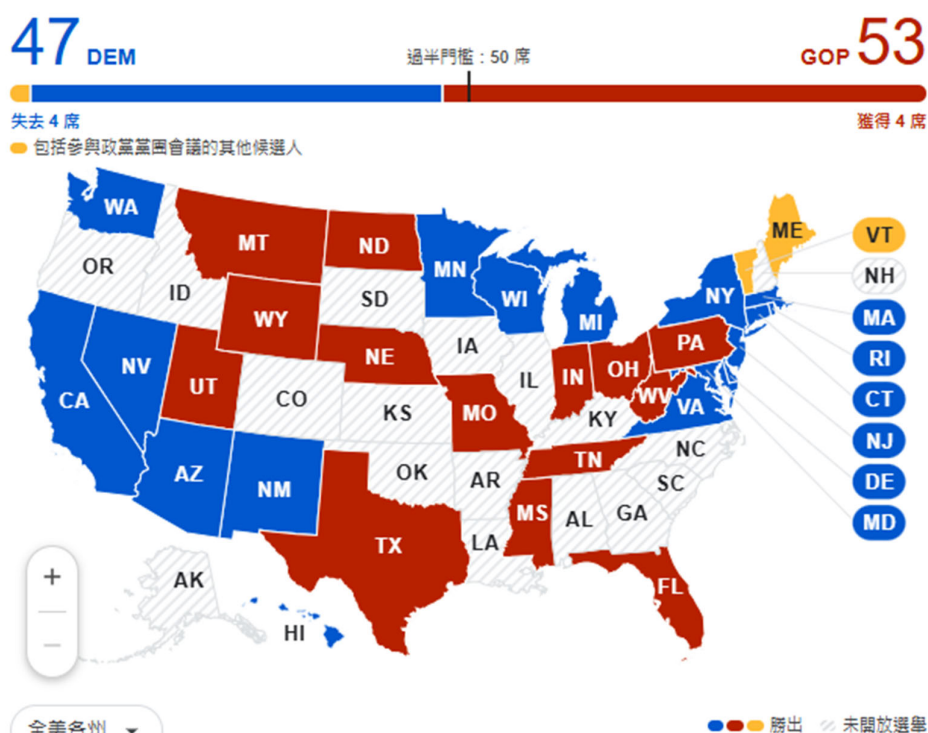 47 DEM
過半門檻：50 席
GOP 53
失去 4 席
獲得 4 席
包括參與政黨黨團會議的其他候選人
WA
MT
ND
MN
ME
VT
OR
ID
SD
WI
MI
NY
NH
WY
IA
MA
NV
UT
NE
IL
IN
OH
PA
RI
CA
CO
KS
MO
KY
WV
VA
CT
AZ
NM
OK
AR
TN
NC
NJ
SC
DE
TX
LA
MS
AL
GA
MD
AK
HI
FL
+
−
全美各州
勝出
未開放選舉